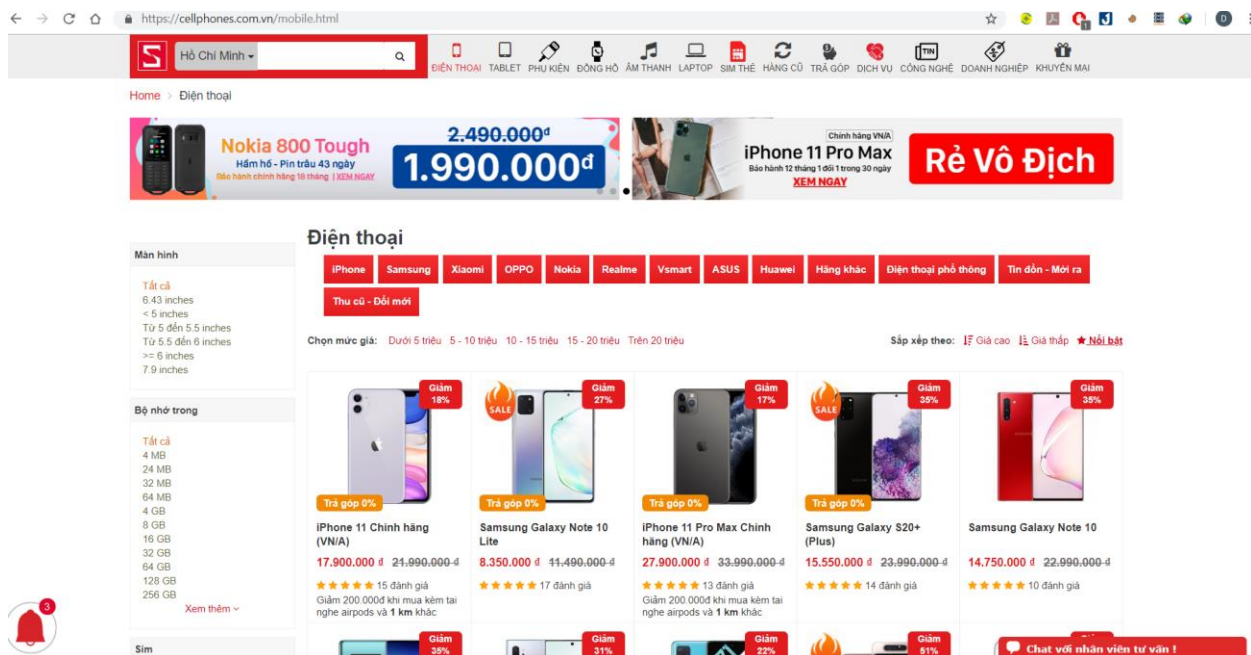 https://cellphones.com.vn/mobile.html
D
S
Hồ Chí Minh
ĐIỆN THOẠI TABLET PHỤ KIỆN ĐỒNG HỒ ÂM THANH LAPTOP SIM THẺ HÀNG CŨ TRẢ GÓP DỊCH VỤ CÔNG NGHỆ DOANH NGHIỆP KHUYẾN MẠI
TIN
Home > Điện thoại
Nokia 800 Tough
Hầm hố - Pin trâu 43 ngày
Bảo hành chính hãng 18 tháng | XEM NGAY
2.490.000đ
1.990.000đ
Chính hãng VN/A
iPhone 11 Pro Max
Bảo hành 12 tháng 1 đổi 1 trong 30 ngày
XEM NGAY
Rẻ Vô Địch
Điện thoại
iPhone Samsung Xiaomi OPPO Nokia Realme Vsmart ASUS Huawei Hãng khác Điện thoại phổ thông Tin đồn - Mới ra
Thu cũ - Đổi mới
Chọn mức giá: Dưới 5 triệu 5 - 10 triệu 10 - 15 triệu 15 - 20 triệu Trên 20 triệu
Sắp xếp theo: Giá cao Giá thấp Nổi bật
Màn hình
Tất cả
6.43 inches
< 5 inches
Từ 5 đến 5.5 inches
Từ 5.5 đến 6 inches
>= 6 inches
7.9 inches
Bộ nhớ trong
Tất cả
4 MB
24 MB
32 MB
64 MB
4 GB
8 GB
16 GB
32 GB
64 GB
128 GB
256 GB
Xem thêm
Sim
Giảm
18%
Trả góp 0%
iPhone 11 Chính hãng
(VN/A)
17.900.000 đ 21.990.000 đ
15 đánh giá
Giảm 200.000đ khi mua kèm tai
nghe airpods và 1 km khác
SALE
Giảm
27%
Trả góp 0%
Samsung Galaxy Note 10
Lite
8.350.000 đ 11.490.000 đ
17 đánh giá
Giảm
17%
Trả góp 0%
iPhone 11 Pro Max Chính
hãng (VN/A)
27.900.000 đ 33.990.000 đ
13 đánh giá
Giảm 200.000đ khi mua kèm tai
nghe airpods và 1 km khác
SALE
Giảm
35%
Trả góp 0%
Samsung Galaxy S20+
(Plus)
15.550.000 đ 23.990.000 đ
14 đánh giá
Giảm
35%
Samsung Galaxy Note 10
14.750.000 đ 22.990.000 đ
10 đánh giá
Giảm
35%
Giảm
31%
Giảm
22%
Giảm
51%
3
Chat với nhân viên tư vấn !